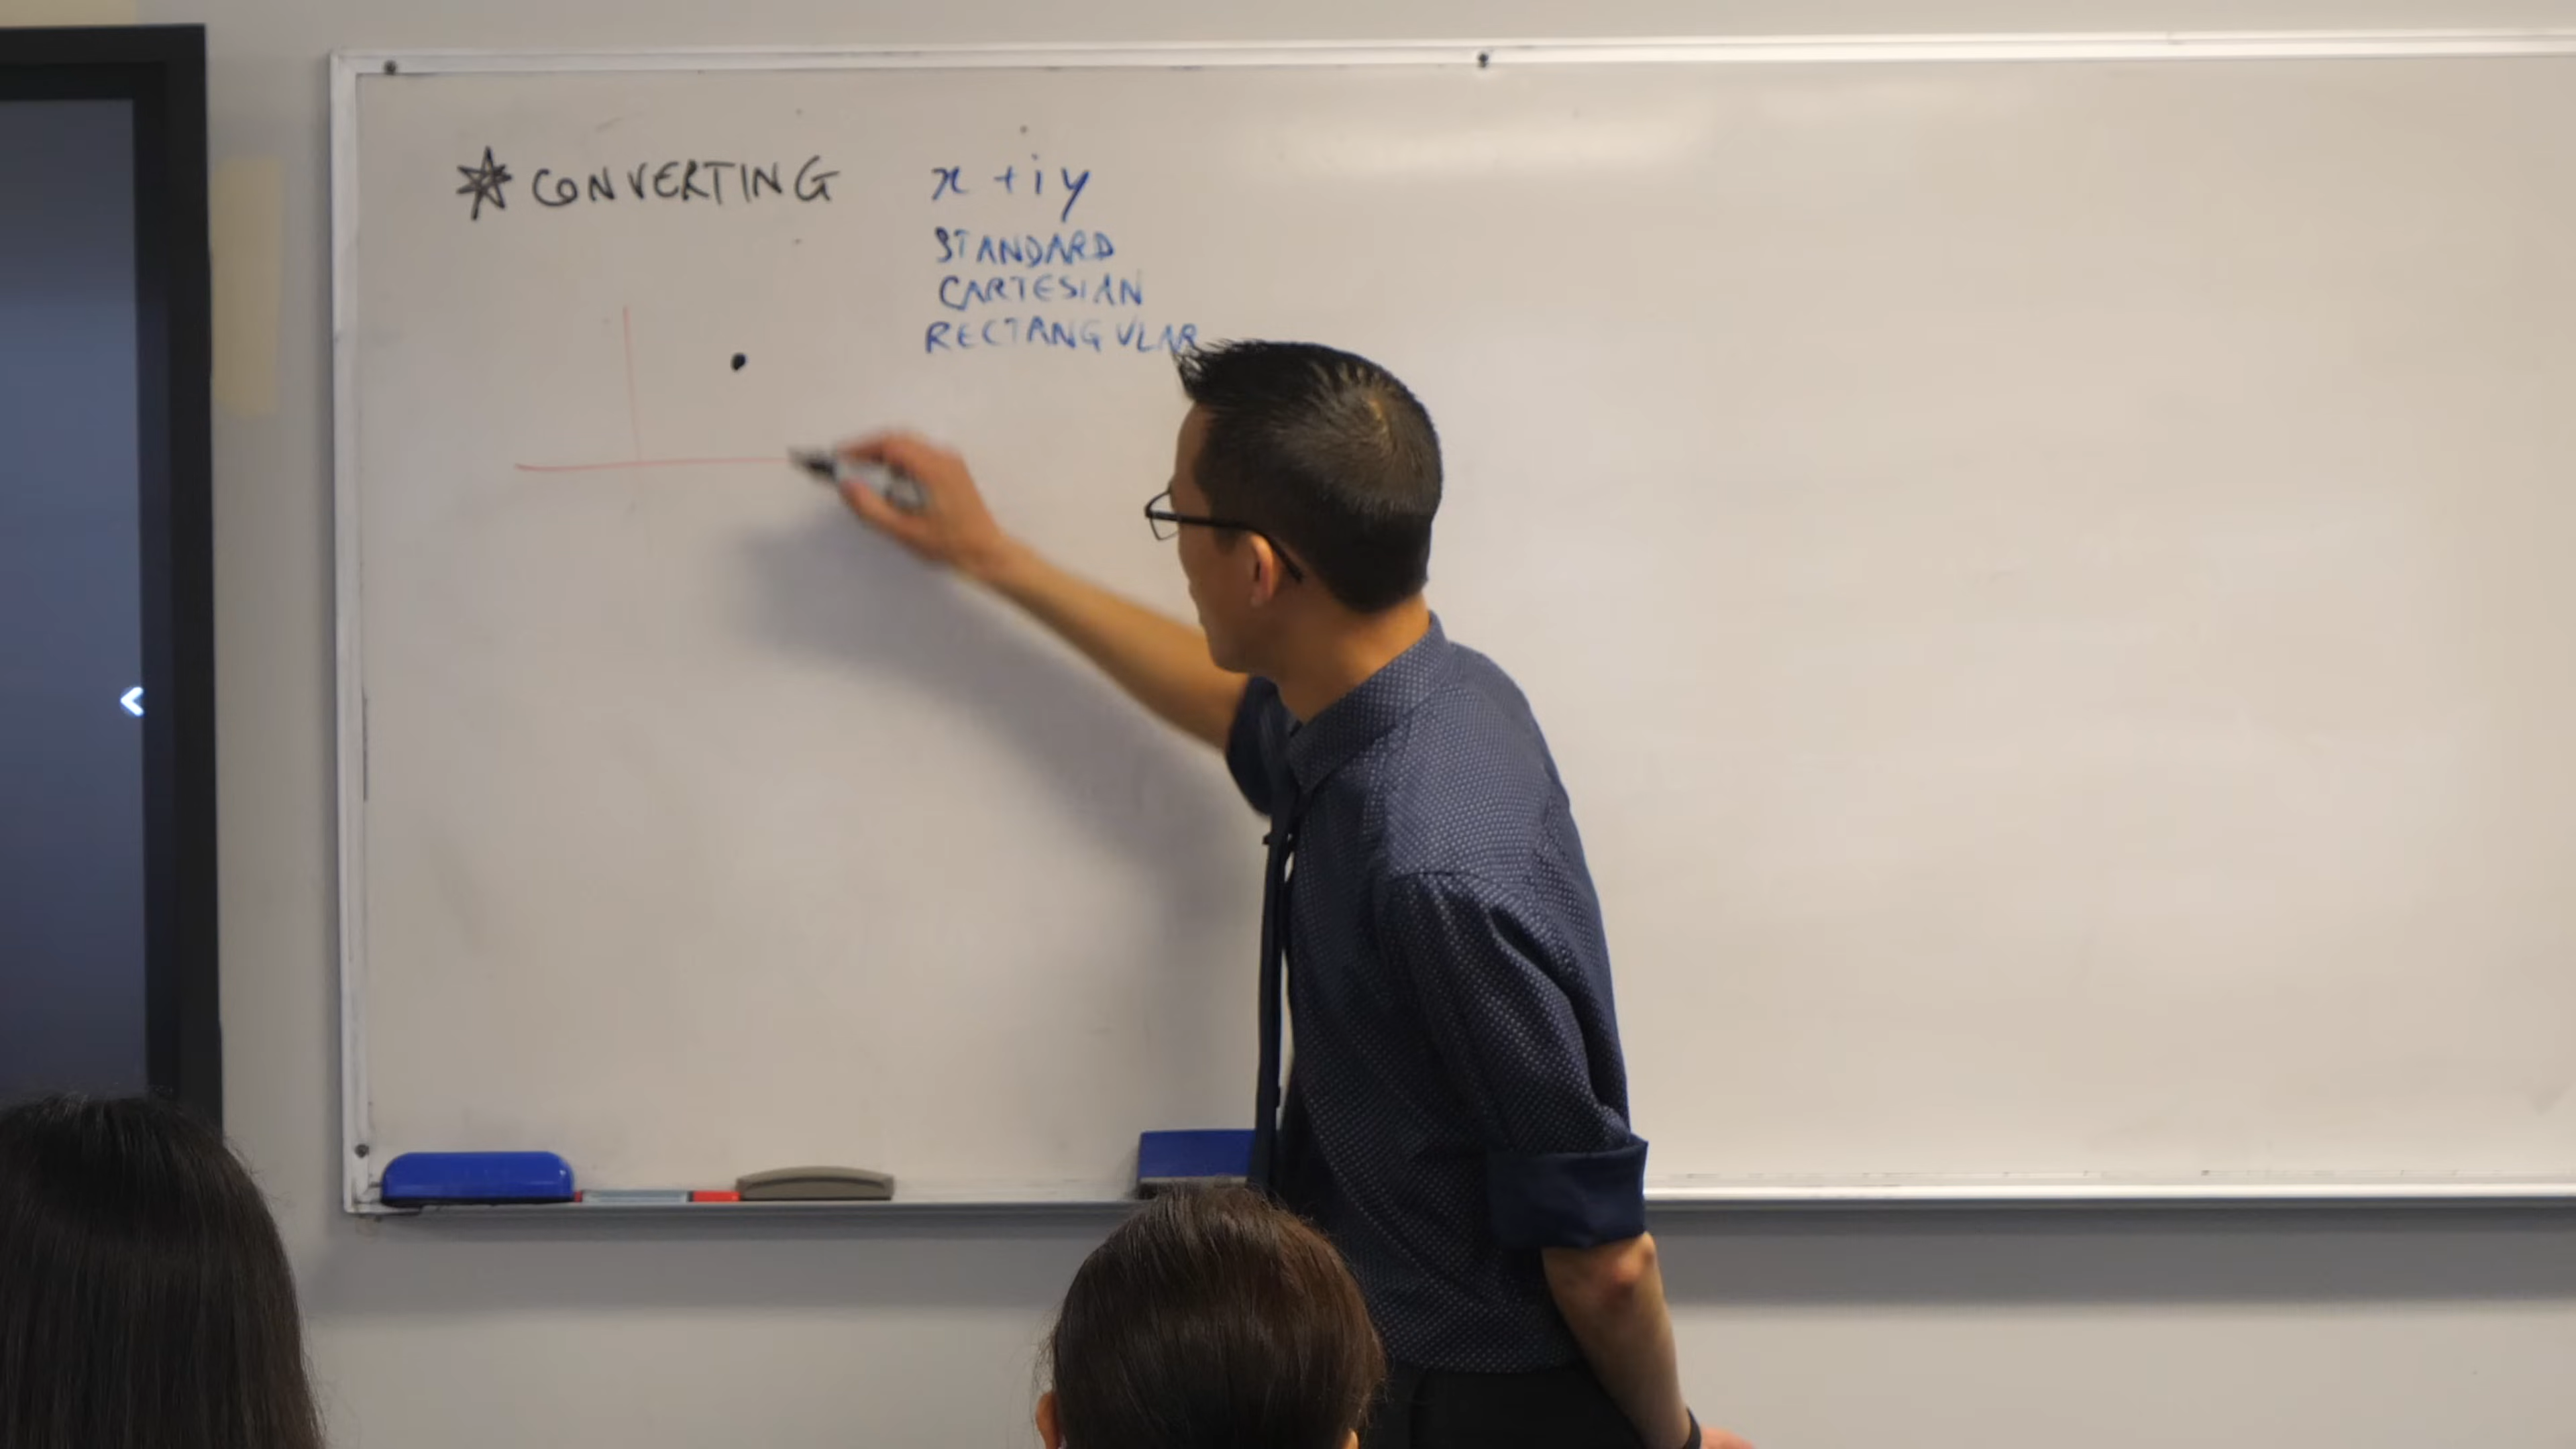 CONVERTING x + iy
STANDARD
CARTESIAN
RECTANGULAR